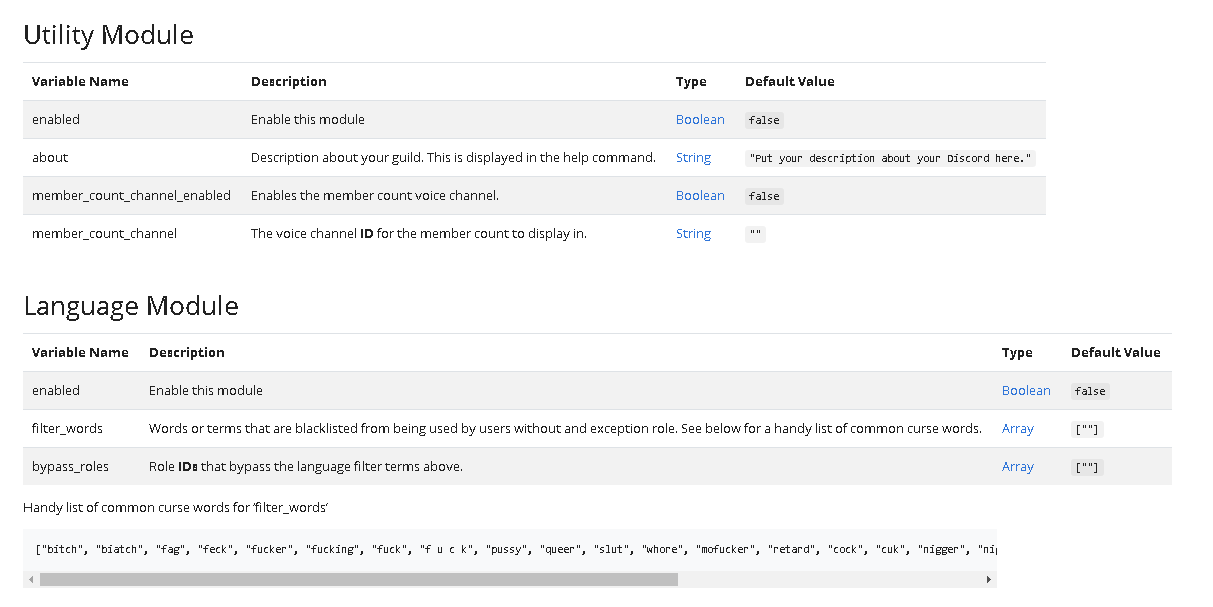 Utility Module
Variable Name Description Type Default Value
enabled Enable this module Boolean false
about Description about your guild. This is displayed in the help command. String "Put your description about your Discord here."
member_count_channel_enabled Enables the member count voice channel. Boolean false
member_count_channel The voice channel ID for the member count to display in. String ""
Language Module
Variable Name Description Type Default Value
enabled Enable this module Boolean false
filter_words Words or terms that are blacklisted from being used by users without and exception role. See below for a handy list of common curse words. Array [""]
bypass_roles Role IDs that bypass the language filter terms above. Array [""]
Handy list of common curse words for 'filter_words'
["bitch", "biatch", "fag", "feck", "fucker", "fucking", "fuck", "f u c k", "pussy", "queer", "slut", "whore", "mofucker", "retard", "cock", "cuk", "nigger",